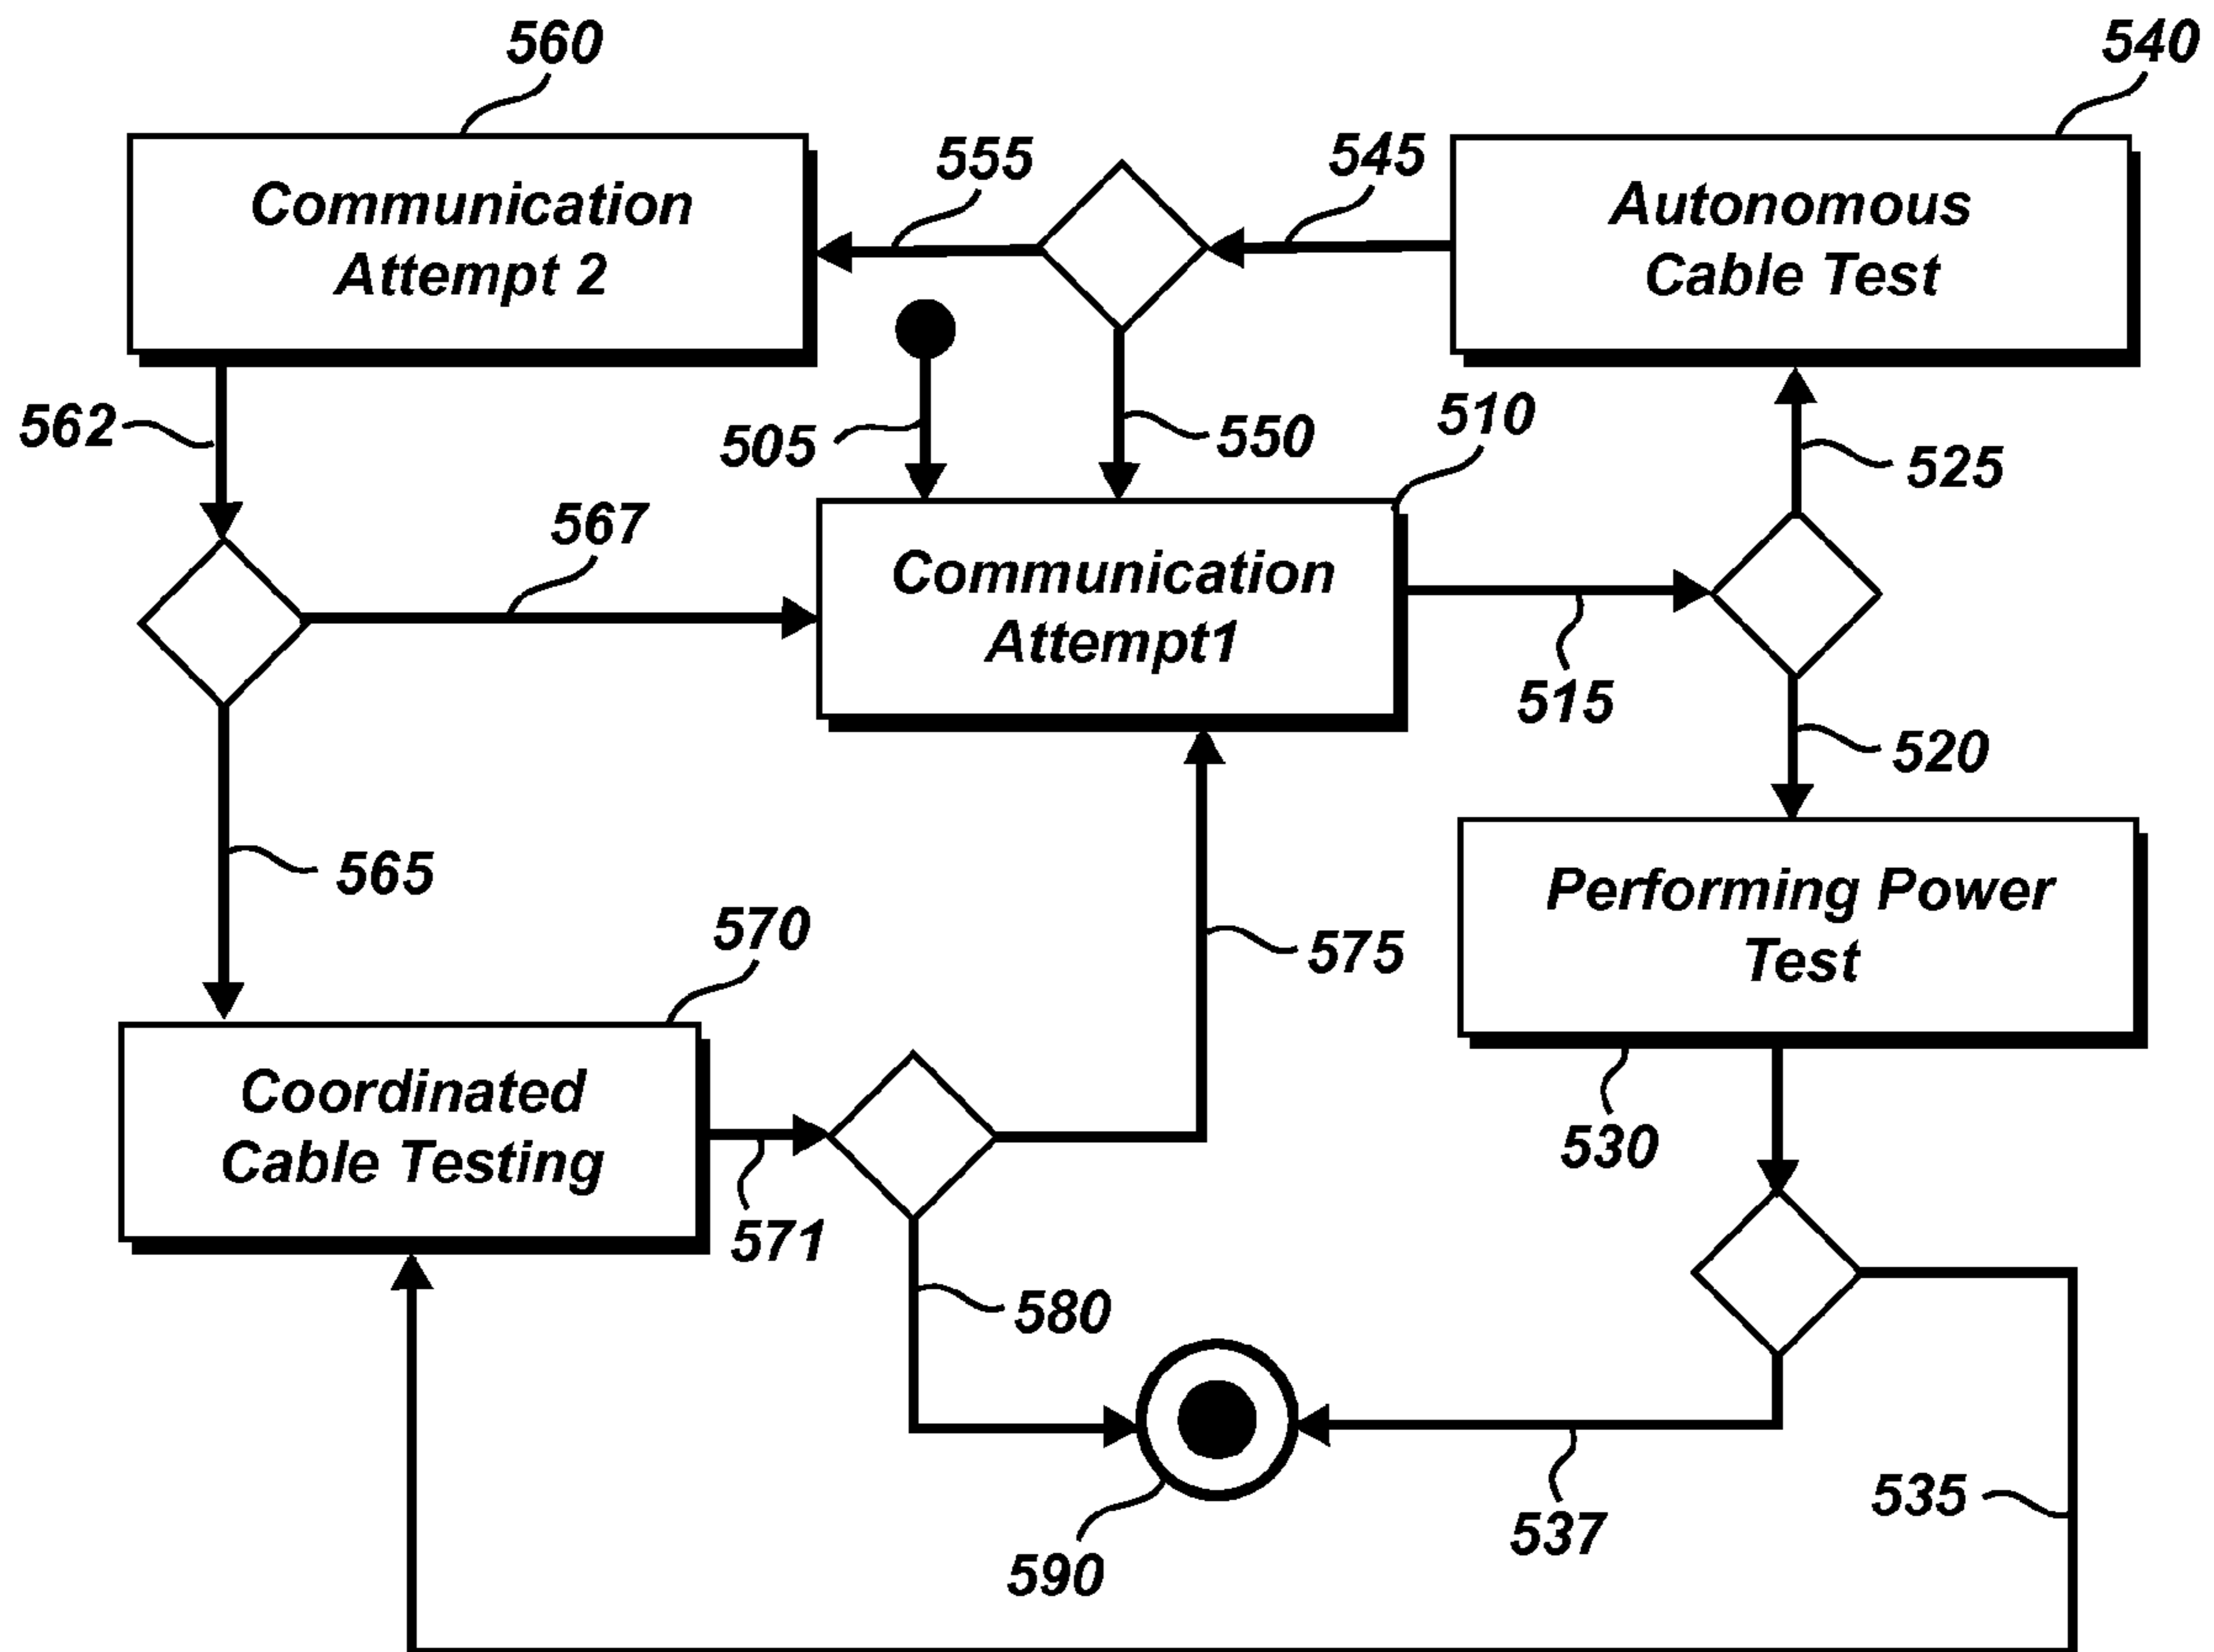 560
540
555
545
Communication
Attempt 2
Autonomous
Cable Test
562
505
550
510
525
567
Communication
Attempt1
515
520
565
Performing Power
Test
570
575
Coordinated
Cable Testing
530
571
580
535
537
590